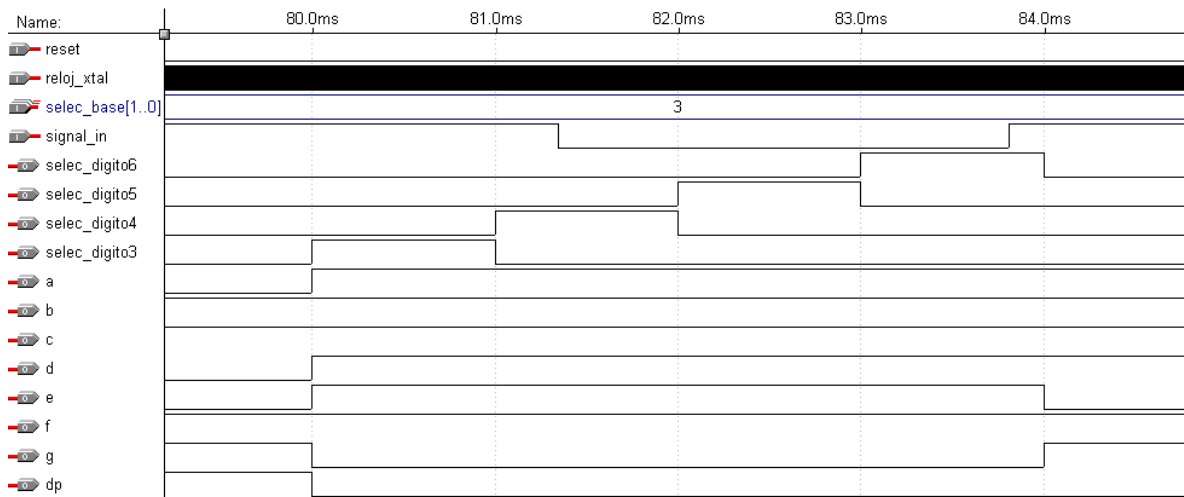 Name: 80.0ms 81.0ms 82.0ms 83.0ms 84.0ms
reset
reloj_xtal
selec_base[1..0] 3
signal_in
selec_digito6
selec_digito5
selec_digito4
selec_digito3
a
b
c
d
e
f
g
dp